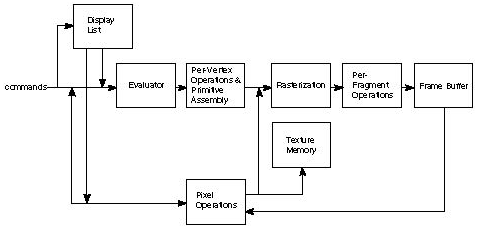 Display
List
commands
Evaluator
Per-Vertex
Operations &
Primitive
Assembly
Rasterization
Per-
Fragment
Operations
Frame Buffer
Texture
Memory
Pixel
Operations